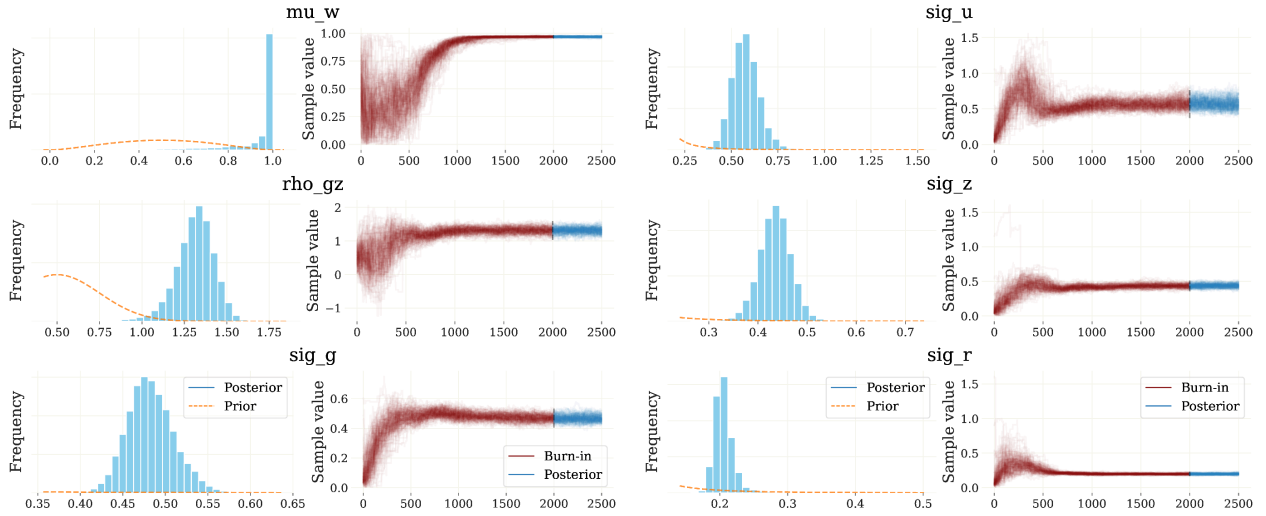 mu_w
sig_u
Frequency
0.0 0.2 0.4 0.6 0.8 1.0
Sample value
1.00
0.75
0.50
0.25
0.00
0 500 1000 1500 2000 2500
Frequency
0.25 0.50 0.75 1.00 1.25 1.50
Sample value
1.5
1.0
0.5
0.0
0 500 1000 1500 2000 2500
rho_gz
sig_z
Frequency
0.50 0.75 1.00 1.25 1.50 1.75
Sample value
2
1
0
−1
0 500 1000 1500 2000 2500
Frequency
0.3 0.4 0.5 0.6 0.7
Sample value
1.5
1.0
0.5
0.0
0 500 1000 1500 2000 2500
sig_g
sig_r
Frequency
Posterior
Prior
0.35 0.40 0.45 0.50 0.55 0.60 0.65
Sample value
0.6
0.4
0.2
0.0
Burn-in
Posterior
0 500 1000 1500 2000 2500
Frequency
Posterior
Prior
0.2 0.3 0.4 0.5
Sample value
1.5
1.0
0.5
0.0
Burn-in
Posterior
0 500 1000 1500 2000 2500